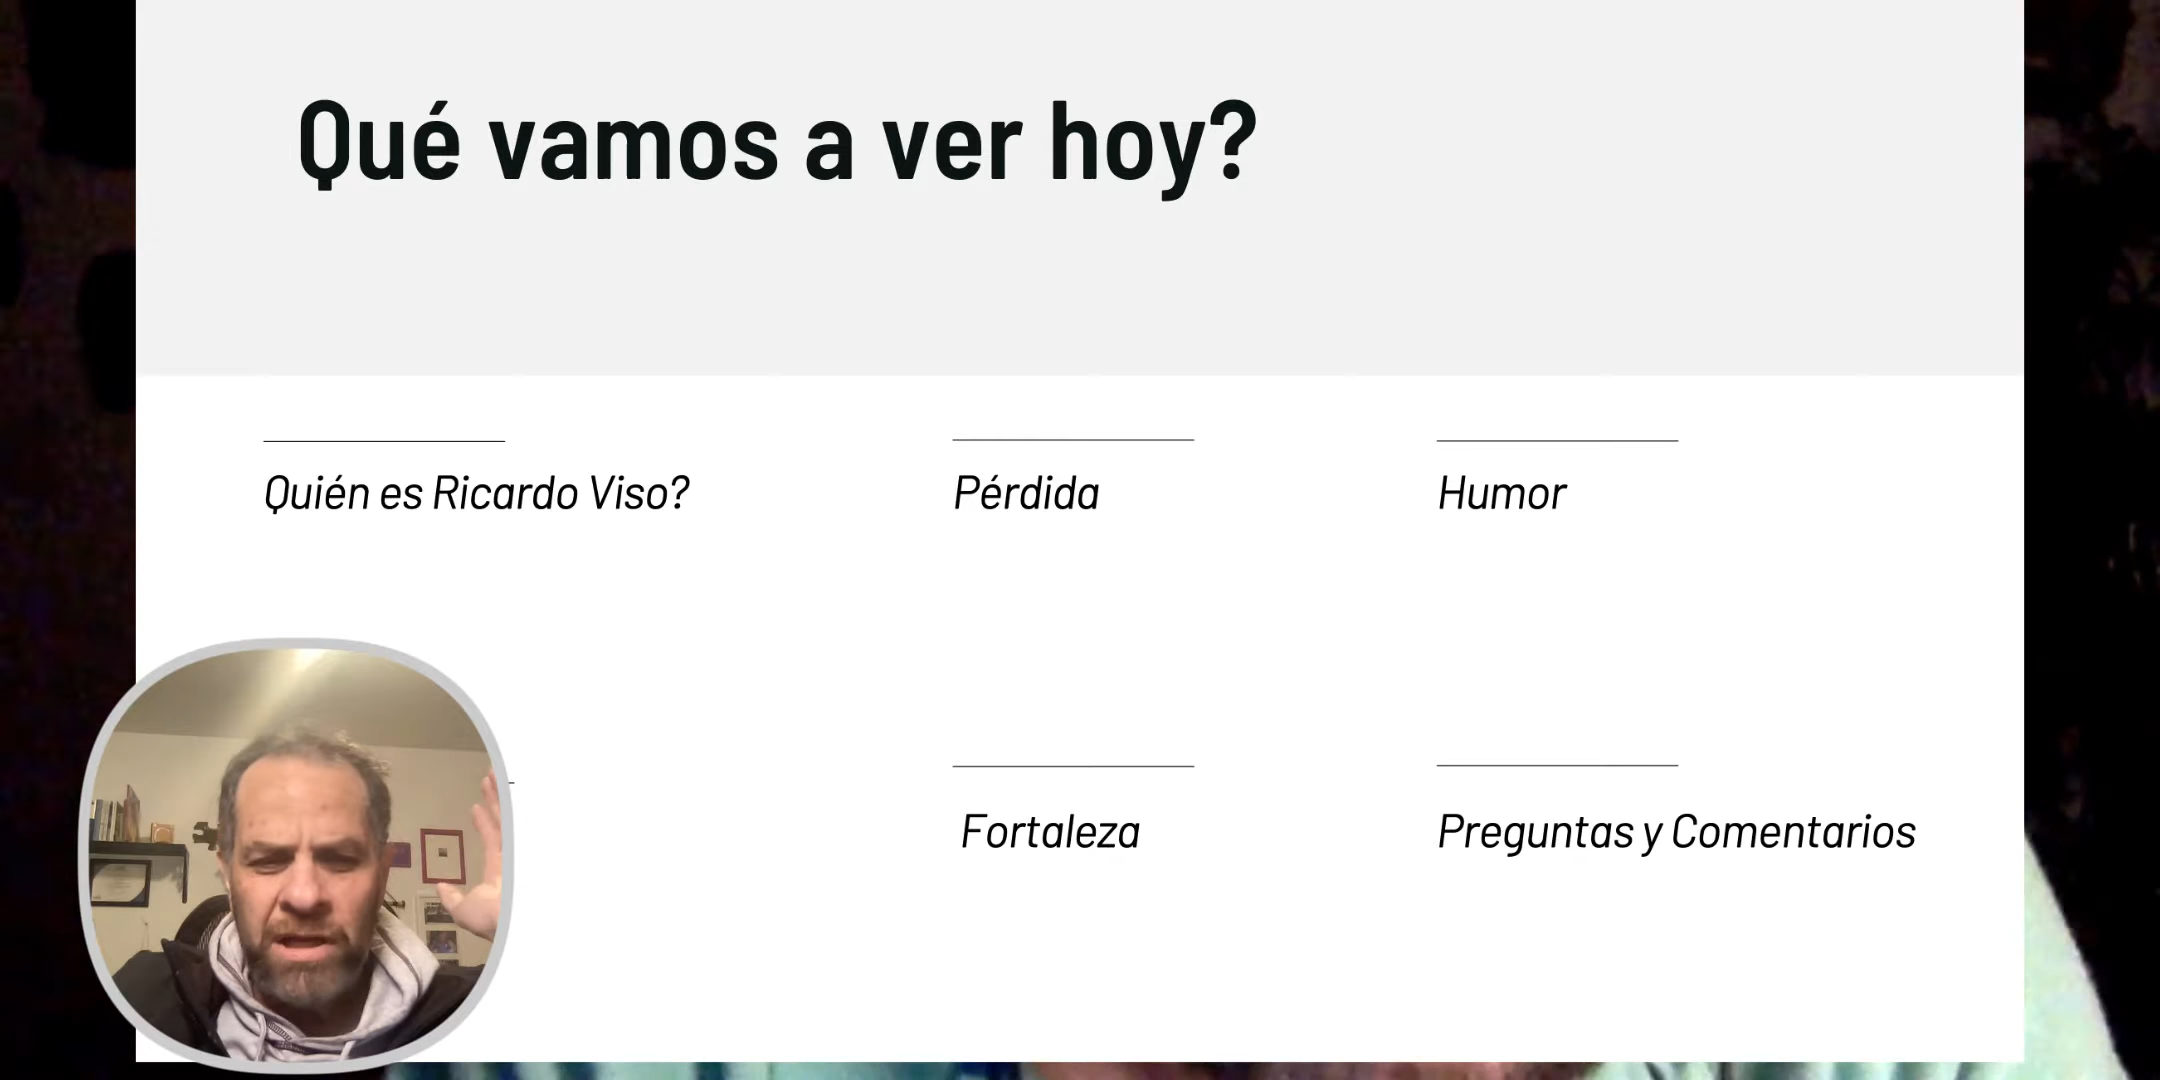 Qué vamos a ver hoy?
Quién es Ricardo Viso?
Pérdida
Humor
Fortaleza
Preguntas y Comentarios